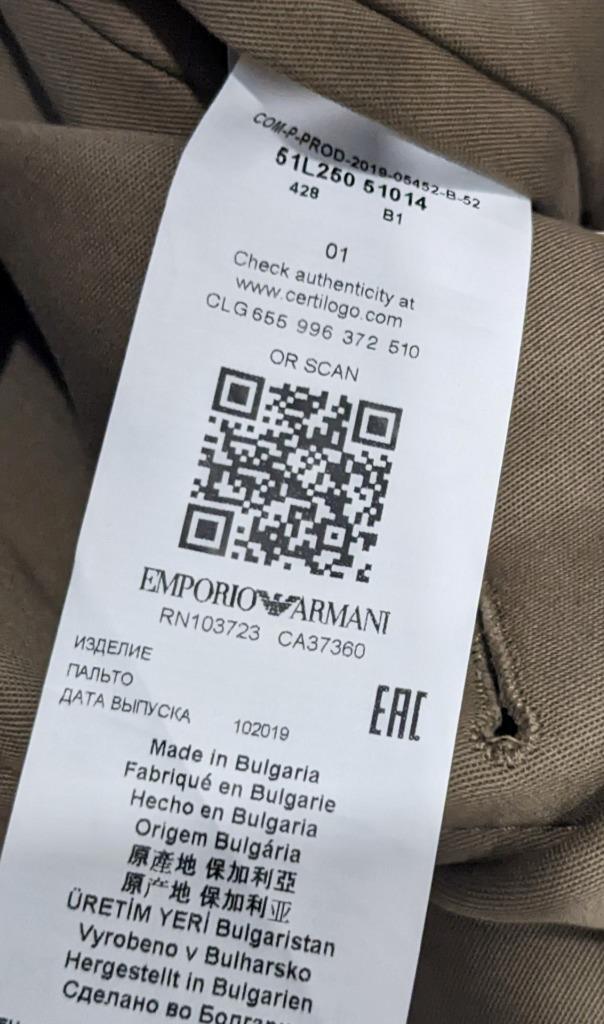 COM-P-PROD-2019-05452-B-52
51L250 51014
428 B1
01
Check authenticity at
www.certilogo.com
CLG 655 996 372 510
OR SCAN
EMPORIO ARMANI
RN103723 CA37360
ИЗДЕЛИЕ
ПАЛЬТО
ДАТА ВЫПУСКА 102019
EAC
Made in Bulgaria
Fabriqué en Bulgarie
Hecho en Bulgaria
Origem Bulgária
原產地 保加利亞
原产地 保加利亚
ÜRETİM YERİ Bulgaristan
Vyrobeno v Bulharsko
Hergestellt in Bulgarien
Сделано во